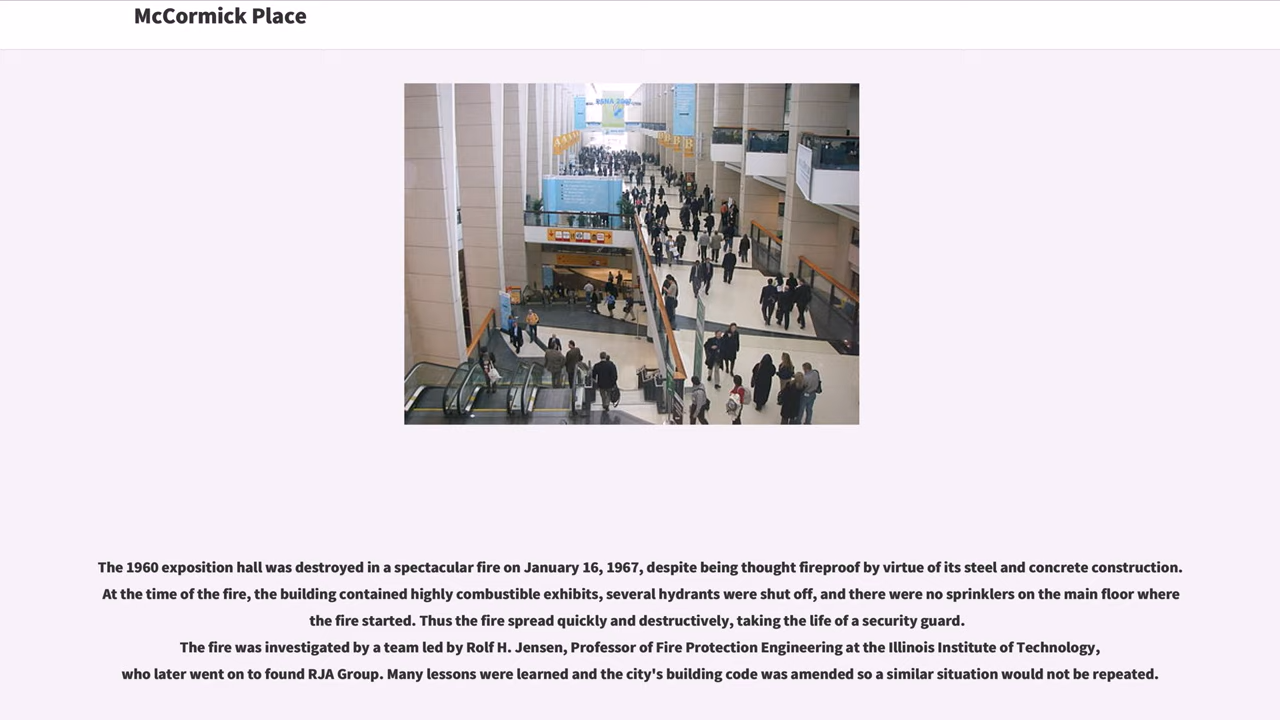 McCormick Place
The 1960 exposition hall was destroyed in a spectacular fire on January 16, 1967, despite being thought fireproof by virtue of its steel and concrete construction.
At the time of the fire, the building contained highly combustible exhibits, several hydrants were shut off, and there were no sprinklers on the main floor where
the fire started. Thus the fire spread quickly and destructively, taking the life of a security guard.
The fire was investigated by a team led by Rolf H. Jensen, Professor of Fire Protection Engineering at the Illinois Institute of Technology,
who later went on to found RJA Group. Many lessons were learned and the city's building code was amended so a similar situation would not be repeated.